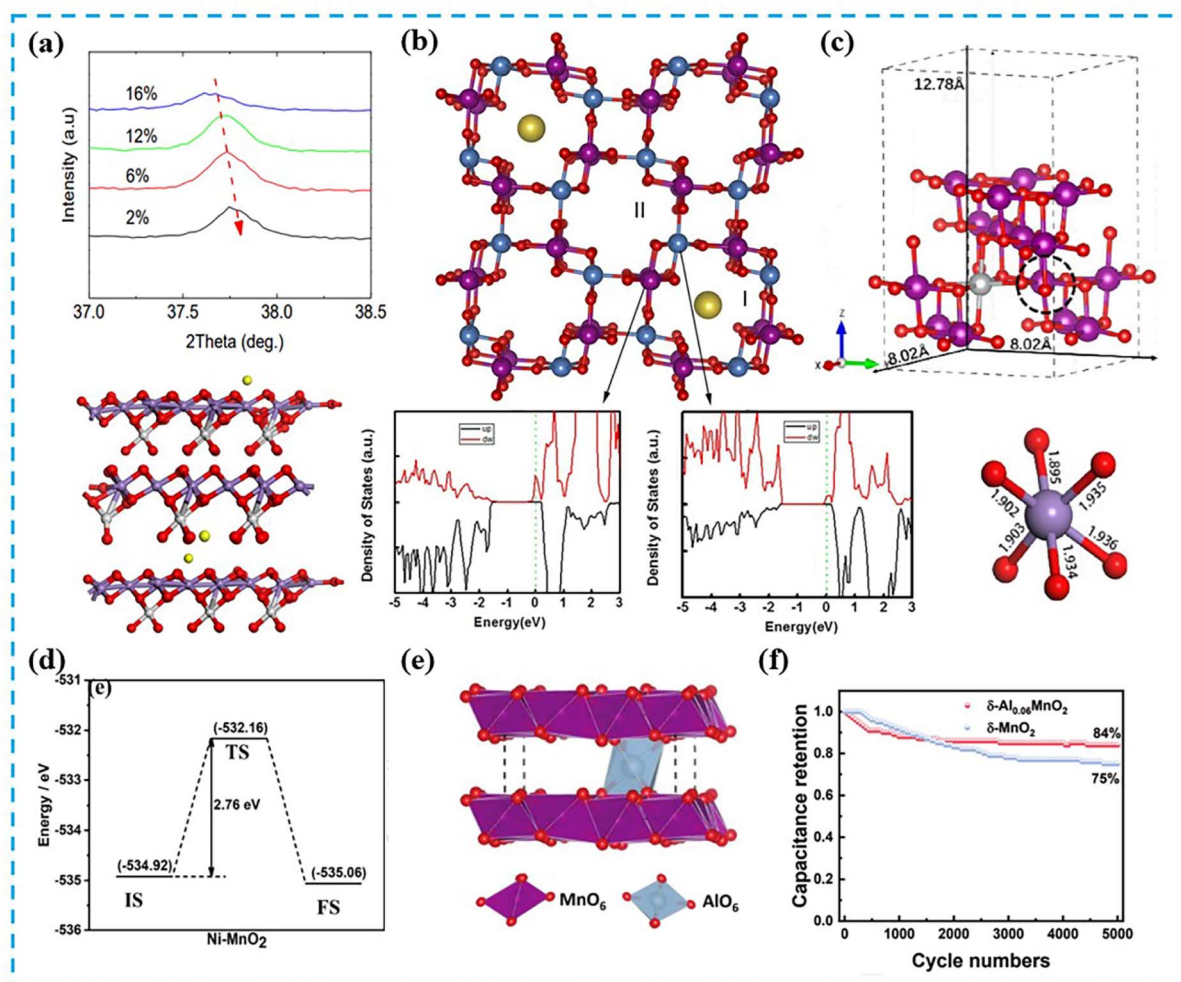 (a)
16%
12%
6%
2%
Intensity (a.u)
37.0 37.5 38.0 38.5
2Theta (deg.)
(b)
II
I
up
dw
Density of States (a.u.)
-5 -4 -3 -2 -1 0 1 2 3
Energy(eV)
up
dw
Density of States (a.u.)
-5 -4 -3 -2 -1 0 1 2 3
Energy(eV)
(c)
12.78Å
8.02Å
8.02Å
z
x
1.895
1.935
1.902
1.903
1.936
1.934
(d)
(e)
-531
-532
-533
-534
-535
-536
Energy / eV
(-532.16)
TS
2.76 eV
(-534.92)
IS
(-535.06)
FS
Ni-MnO₂
(e)
MnO₆
AlO₆
(f)
δ-Al₀.₀₆MnO₂
δ-MnO₂
84%
75%
1.0
0.8
0.6
0.4
0.2
0.0
Capacitance retention
0 1000 2000 3000 4000 5000
Cycle numbers